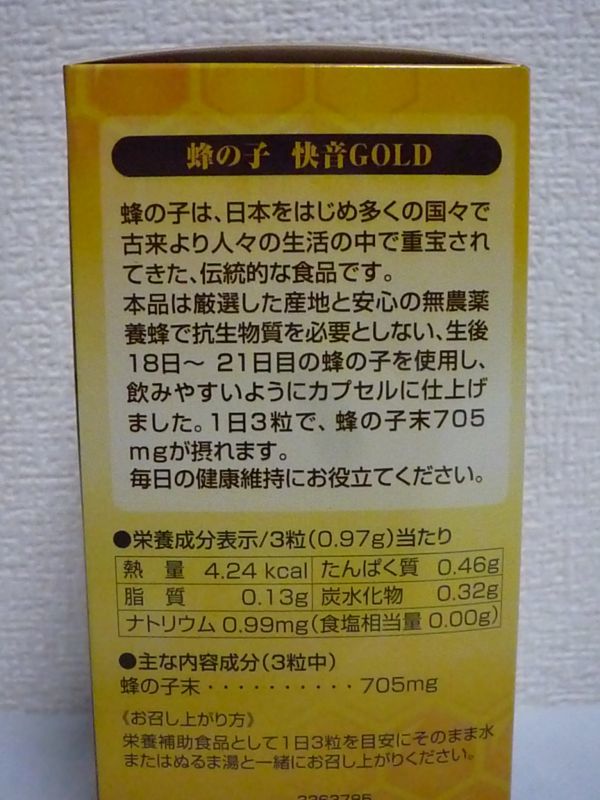 蜂の子 快音GOLD
蜂の子は、日本をはじめ多くの国々で
古来より人々の生活の中で重宝され
てきた、伝統的な食品です。
本品は厳選した産地と安心の無農薬
養蜂で抗生物質を必要としない、生後
18日〜21日目の蜂の子を使用し、
飲みやすいようにカプセルに仕上げ
ました。1日3粒で、蜂の子末705
mgが摂れます。
毎日の健康維持にお役立てください。
●栄養成分表示/3粒(0.97g)当たり
熱量 4.24 kcal たんぱく質 0.46g
脂質 0.13g 炭水化物 0.32g
ナトリウム 0.99mg(食塩相当量 0.00g)
●主な内容成分(3粒中)
蜂の子末・・・・・・・・・・705mg
《お召し上がり方》
栄養補助食品として1日3粒を目安にそのまま水
またはぬるま湯と一緒にお召し上がりください。